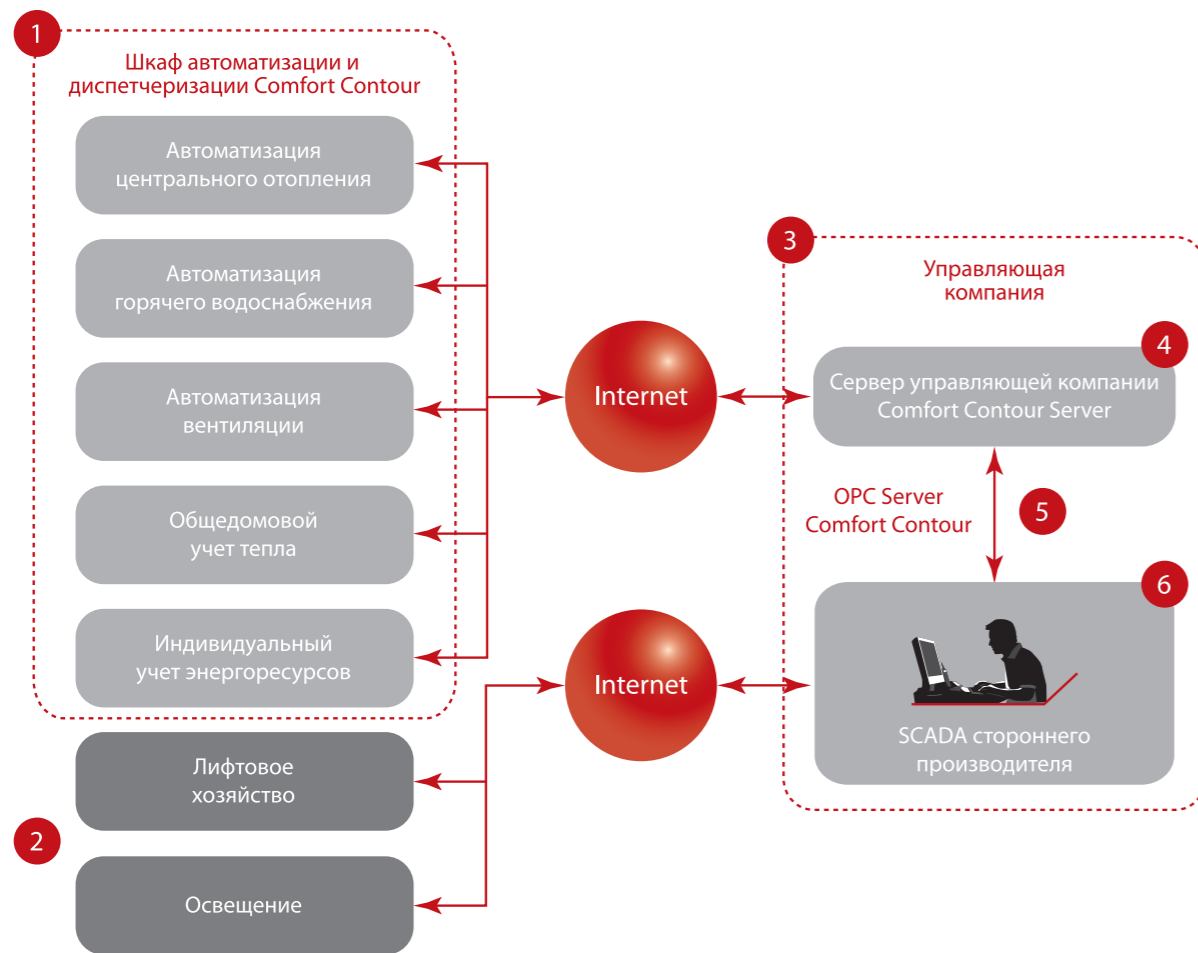 1
Шкаф автоматизации и
диспетчеризации Comfort Contour
Автоматизация
центрального отопления
Автоматизация
горячего водоснабжения
Автоматизация
вентиляции
Общедомовой
учет тепла
Индивидуальный
учет энергоресурсов
2
Лифтовое
хозяйство
Освещение
Internet
Internet
3
Управляющая
компания
4
Сервер управляющей компании
Comfort Contour Server
OPC Server
Comfort Contour
5
6
SCADA стороннего
производителя